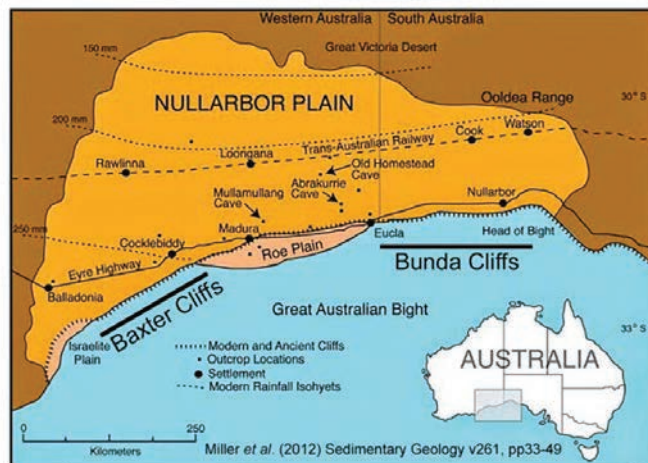 Western Australia
South Australia
150 mm
Great Victoria Desert
200 mm
NULLARBOR PLAIN
Ooldea Range
30° S
Trans-Australian Railway
Cook
Watson
Rawlinna
Loongana
Old Homestead
Cave
Abrakurrie
Cave
Mullamullang
Cave
Nullarbor
250 mm
Cocklebiddy
Madura
Eucla
Head of Bight
Roe Plain
Eyre Highway
Balladonia
Bunda Cliffs
Baxter Cliffs
Great Australian Bight
33° S
Israelite
Plain
Modern and Ancient Cliffs
Outcrop Locations
Settlement
Modern Rainfall Isohyets
AUSTRALIA
0
250
Kilometers
Miller et al. (2012) Sedimentary Geology v261, pp33-49